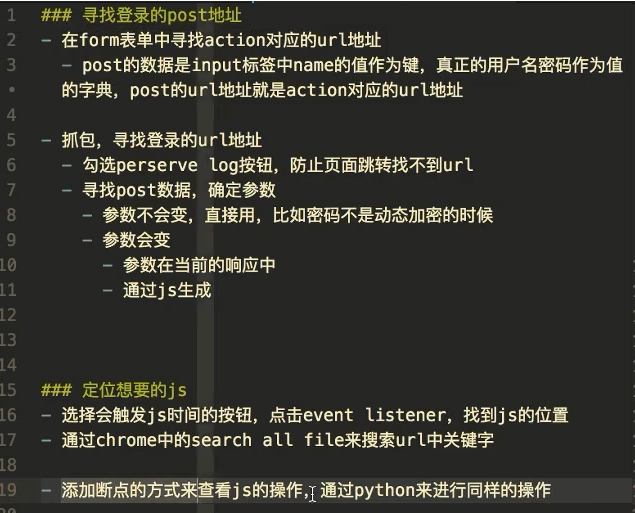 1 ### 寻找登录的post地址
2 - 在form表单中寻找action对应的url地址
3 - post的数据是input标签中name的值作为键，真正的用户名密码作为值
• 的字典，post的url地址就是action对应的url地址
4
5 - 抓包，寻找登录的url地址
6 - 勾选perserve log按钮，防止页面跳转找不到url
7 - 寻找post数据，确定参数
8 - 参数不会变，直接用，比如密码不是动态加密的时候
9 - 参数会变
10 - 参数在当前的响应中
11 - 通过js生成
12
13
14
15 ### 定位想要的js
16 - 选择会触发js时间的按钮，点击event listener，找到js的位置
17 - 通过chrome中的search all file来搜索url中关键字
18
19 - 添加断点的方式来查看js的操作，通过python来进行同样的操作